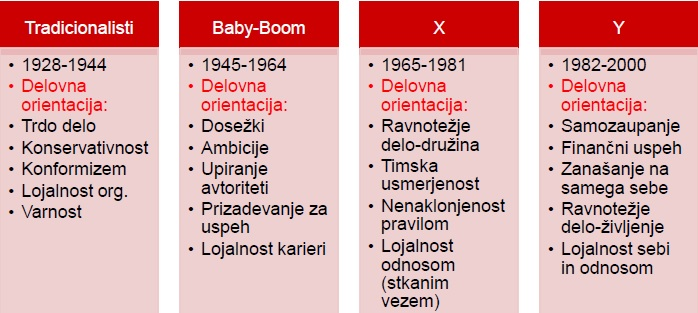 Tradicionalisti
• 1928-1944
• Delovna
orientacija:
• Trdo delo
• Konservativnost
• Konformizem
• Lojalnost org.
• Varnost
Baby-Boom
• 1945-1964
• Delovna
orientacija:
• Dosežki
• Ambicije
• Upiranje
avtoriteti
• Prizadevanje za
uspeh
• Lojalnost karieri
X
• 1965-1981
• Delovna
orientacija:
• Ravnotežje
delo-družina
• Timska
usmerjenost
• Nenaklonjenost
pravilom
• Lojalnost
odnosom
(stkanim
vezem)
Y
• 1982-2000
• Delovna
orientacija:
• Samozaupanje
• Finančni uspeh
• Zanašanje na
samega sebe
• Ravnotežje
delo-življenje
• Lojalnost sebi
in odnosom